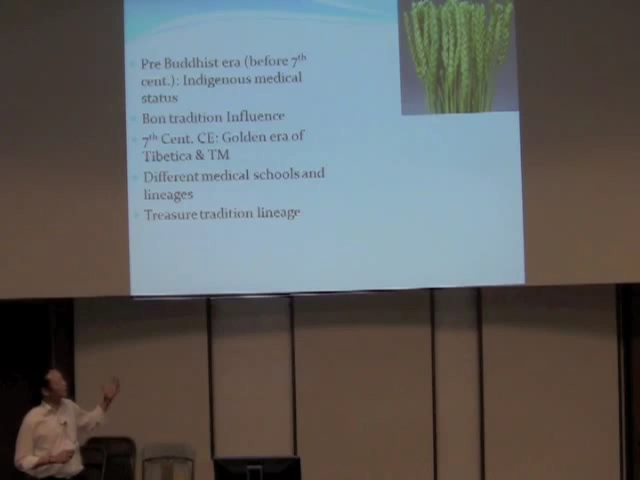 Pre Buddhist era (before 7th
cent.): Indigenous medical
status
Bon tradition Influence
7th Cent. CE: Golden era of
Tibetica & TM
Different medical schools and
lineages
Treasure tradition lineage